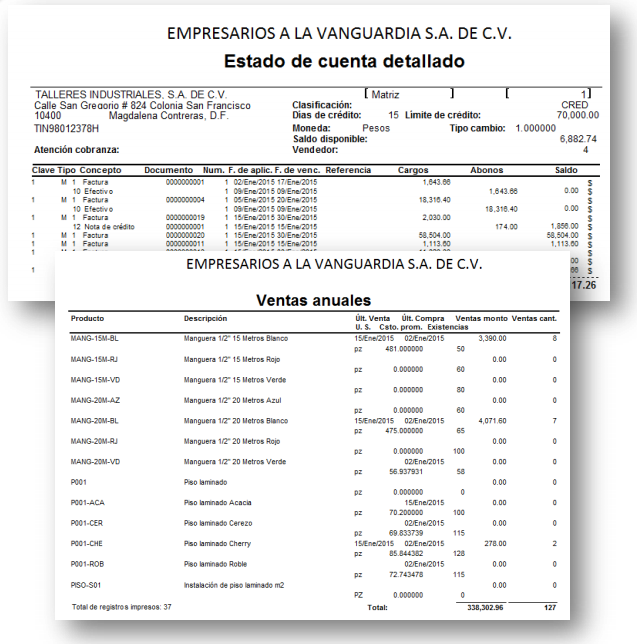 EMPRESARIOS A LA VANGUARDIA S.A. DE C.V.
Estado de cuenta detallado
TALLERES INDUSTRIALES, S.A. DE C.V. [ Matriz ] [ 1]
Calle San Gregorio # 824 Colonia San Francisco Clasificación: CRED
10400 Magdalena Contreras, D.F. Dias de crédito: 15 Limite de crédito: 70,000.00
TIN98012378H Moneda: Pesos Tipo cambio: 1.000000
Saldo disponible: 6,882.74
Atención cobranza: Vendedor: 4
Clave Tipo Concepto Documento Num. F. de aplic. F. de venc. Referencia Cargos Abonos Saldo
1 M 1 Factura 0000000001 1 02/Ene/2015 17/Ene/2015 1,643.66 $
10 Efectivo 1 09/Ene/2015 09/Ene/2015 1,643.66 0.00 $
M 1 Factura 0000000004 1 05/Ene/2015 20/Ene/2015 18,316.40 $
10 Efectivo 1 09/Ene/2015 09/Ene/2015 18,316.40 0.00 $
1 M 1 Factura 0000000019 1 15/Ene/2015 30/Ene/2015 2,030.00 $
12 Nota de crédito 0000000001 1 15/Ene/2015 15/Ene/2015 174.00 1,856.00 $
1 M 1 Factura 0000000020 1 15/Ene/2015 30/Ene/2015 58,504.00 58,504.00 $
1 M 1 Factura 0000000011 1 15/Ene/2015 15/Ene/2015 1,113.60 1,113.60 $
17.26
EMPRESARIOS A LA VANGUARDIA S.A. DE C.V.
Ventas anuales
Producto Descripción Últ. Venta Últ. Compra Ventas monto Ventas cant.
U. S. Csto. prom. Existencias
MANG-15M-BL Manguera 1/2" 15 Metros Blanco 15/Ene/2015 02/Ene/2015 3,390.00 8
pz 481.000000 50
MANG-15M-RJ Manguera 1/2" 15 Metros Rojo 0.00 0
pz 0.000000 60
MANG-15M-VD Manguera 1/2" 15 Metros Verde 0.00 0
pz 0.000000 80
MANG-20M-AZ Manguera 1/2" 20 Metros Azul 0.00 0
pz 0.000000 60
MANG-20M-BL Manguera 1/2" 20 Metros Blanco 15/Ene/2015 02/Ene/2015 4,071.60 7
pz 475.000000 65
MANG-20M-RJ Manguera 1/2" 20 Metros Rojo 0.00 0
pz 0.000000 100
MANG-20M-VD Manguera 1/2" 20 Metros Verde 02/Ene/2015 0.00 0
pz 56.937931 58
P001 Piso laminado 0.00 0
pz 0.000000 0
P001-ACA Piso laminado Acacia 15/Ene/2015 0.00 0
pz 70.200000 100
P001-CER Piso laminado Cerezo 02/Ene/2015 0.00 0
pz 69.833739 115
P001-CHE Piso laminado Cherry 15/Ene/2015 02/Ene/2015 278.00 2
pz 85.844382 128
P001-ROB Piso laminado Roble 02/Ene/2015 0.00 0
pz 72.743478 115
PISO-S01 Instalación de piso laminado m2 0.00 0
PZ 0.000000 0
Total de registros impresos: 37 Total: 338,302.96 127